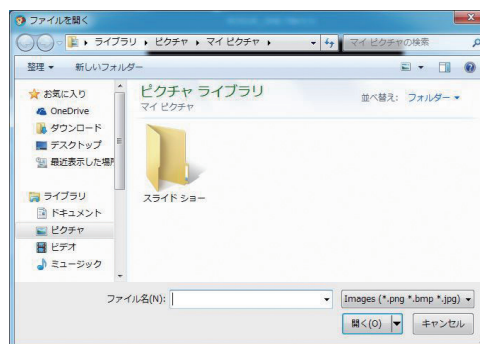 ファイルを開く
ライブラリ ▸ ピクチャ ▸ マイ ピクチャ ▸
マイ ピクチャの検索
整理 ▾ 新しいフォルダー
お気に入り
OneDrive
ダウンロード
デスクトップ
最近表示した場所
ライブラリ
ドキュメント
ピクチャ
ビデオ
ミュージック
ピクチャ ライブラリ
マイ ピクチャ
並べ替え: フォルダー ▾
スライド ショー
ファイル名(N):
Images (*.png *.bmp *.jpg)
開く(O)
キャンセル